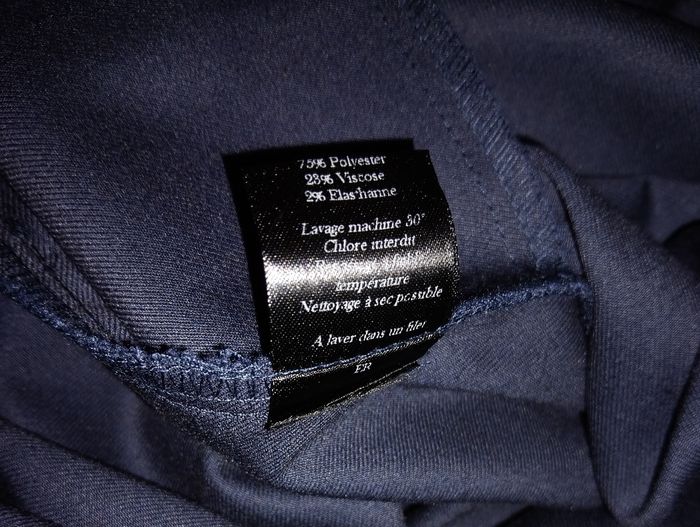 75% Polyester
23% Viscose
2% Elasthanne
Lavage machine 30°
Chlore interdit
température
Nettoyage à sec possible
A laver dans un filet
FR